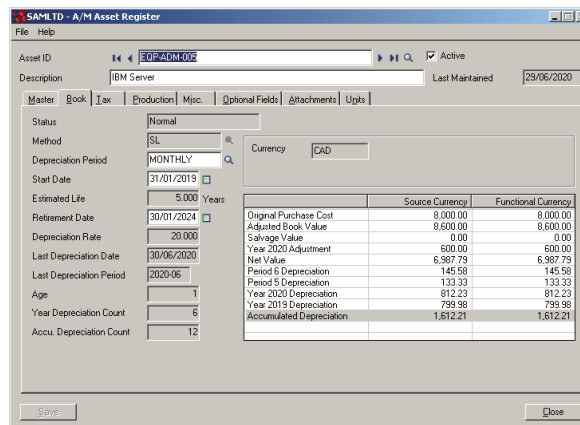 SAMLTD - A/M Asset Register
File Help
Asset ID EQP-ADM-005 Active
Description IBM Server Last Maintained 29/06/2020
Master Book Tax Production Misc. Optional Fields Attachments Units
Status Normal
Method SL
Currency CAD
Depreciation Period MONTHLY
Start Date 31/01/2019
Estimated Life 5.000 Years
Retirement Date 30/01/2024
Depreciation Rate 20.000
Last Depreciation Date 30/06/2020
Last Depreciation Period 2020-06
Age 1
Year Depreciation Count 6
Accu. Depreciation Count 12
Source Currency Functional Currency
Original Purchase Cost 8,000.00 8,000.00
Adjusted Book Value 8,600.00 8,600.00
Salvage Value 0.00 0.00
Year 2020 Adjustment 600.00 600.00
Net Value 6,987.79 6,987.79
Period 6 Depreciation 145.58 145.58
Period 5 Depreciation 133.33 133.33
Year 2020 Depreciation 812.23 812.23
Year 2019 Depreciation 799.98 799.98
Accumulated Depreciation 1,612.21 1,612.21
Save Close